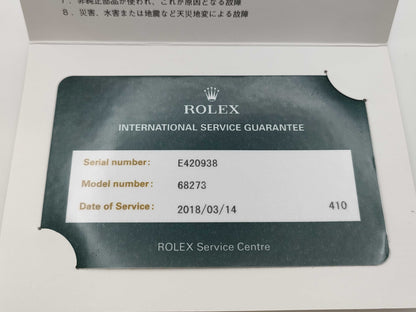 7．非純正部品が使われ、これが原因となる故障
8．災害、水害または地震など天災地変による故障
ROLEX
INTERNATIONAL SERVICE GUARANTEE
Serial number: E420938
Model number: 68273
Date of Service: 2018/03/14 410
ROLEX Service Centre